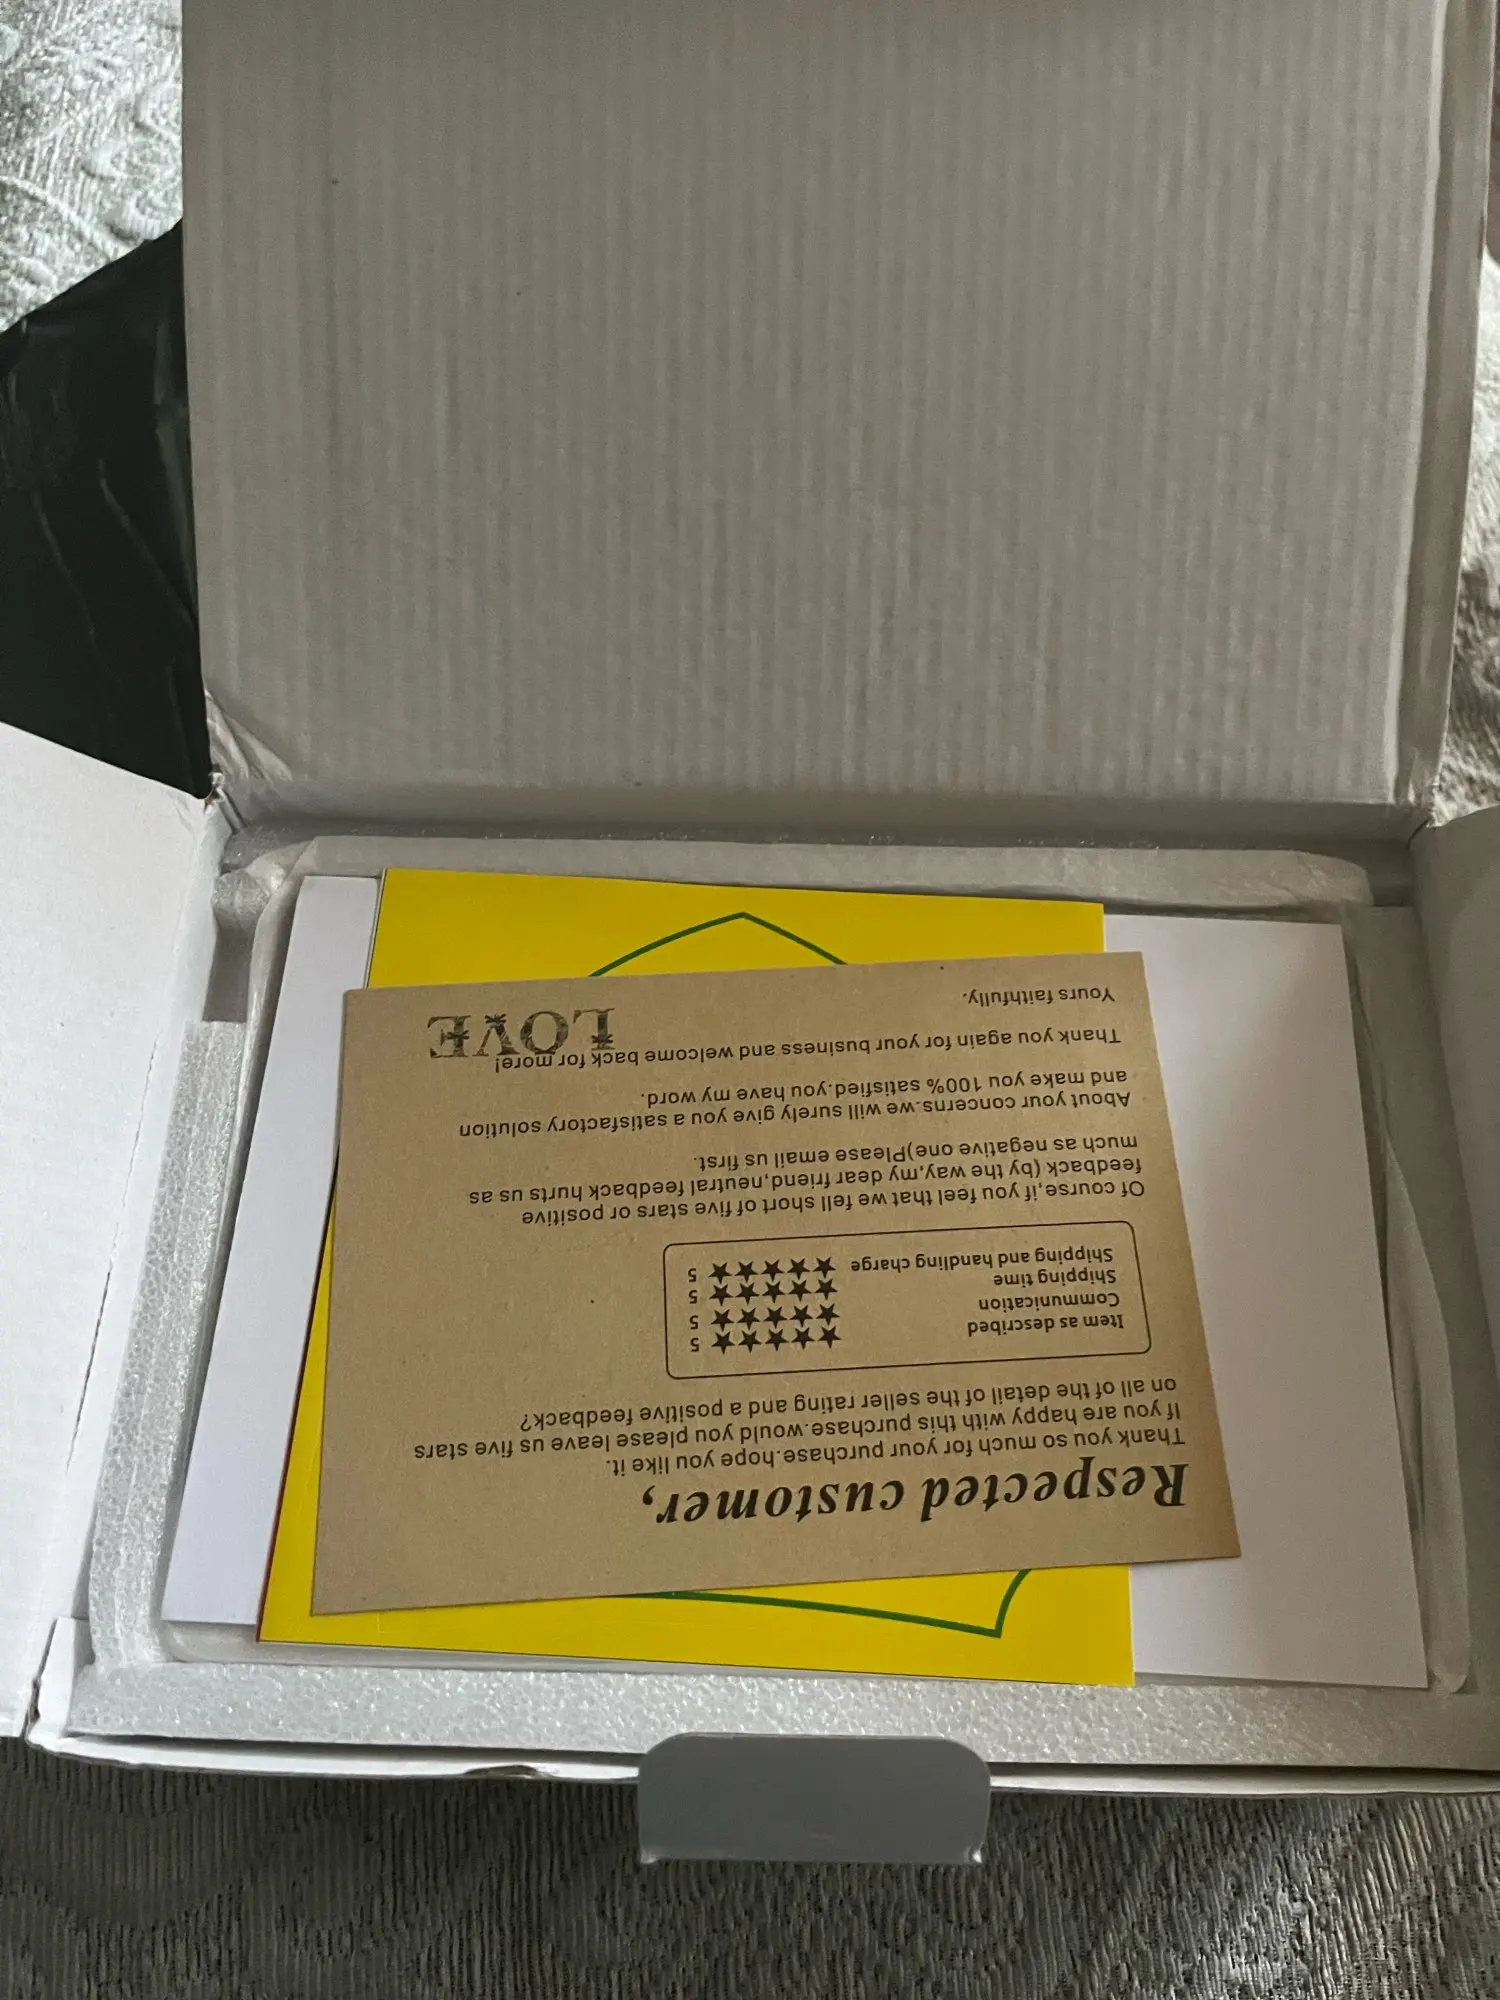 Respected customer,
Thank you so much for your purchase.hope you like it.
If you are happy with this purchase.would you please leave us five stars
on all of the detail of the seller rating and a positive feedback?
Item as described ★★★★★ 5
Communication ★★★★★ 5
Shipping time ★★★★★ 5
Shipping and handling charge ★★★★★ 5
Of course,if you feel that we fell short of five stars or positive
feedback (by the way,my dear friend,neutral feedback hurts us as
much as negative one)Please email us first.
About your concerns.we will surely give you a satisfactory solution
and make you 100% satisfied.you have my word.
Thank you again for your business and welcome back for more!
LOVE
Yours faithfully.